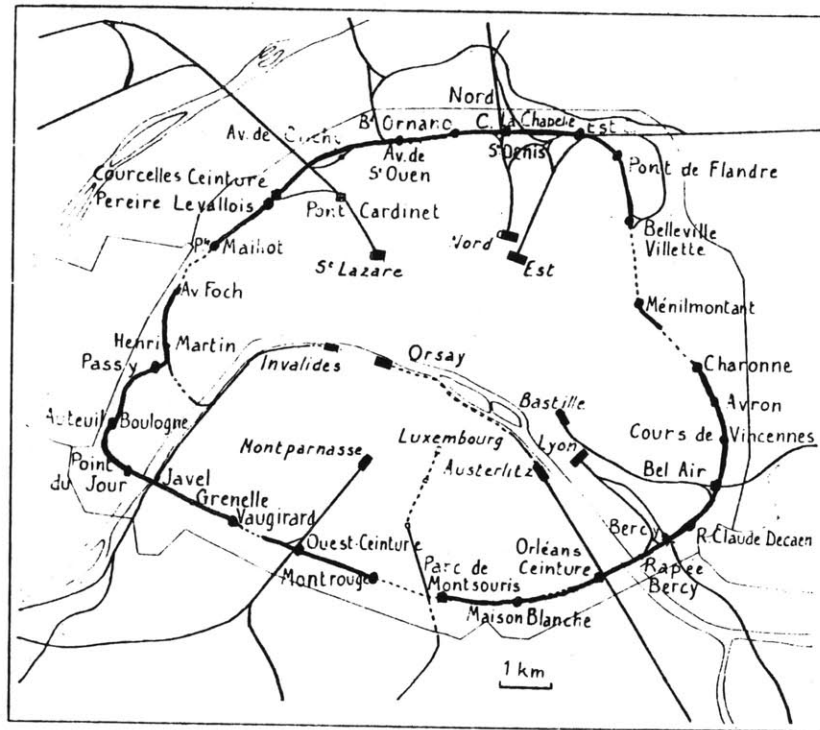 Nord
Bd Ornano
C. La Chapelle
Est
Av. de Clichy
Av. de
St Ouen
St Denis
Pont de Flandre
Courcelles Ceinture
Pereire Levallois
Pont Cardinet
Belleville
Villette
Pte Maillot
St Lazare
Nord
Est
Av Foch
Ménilmontant
Henri Martin
Passy
Invalides
Orsay
Charonne
Avron
Bastille
Auteuil Boulogne
Cours de Vincennes
Luxembourg
Lyon
Montparnasse
Austerlitz
Bel Air
Point
du Jour
Javel
Grenelle
Vaugirard
Bercy
R. Claude Decaen
Ouest-Ceinture
Orléans
Ceinture
Rapée
Bercy
Montrouge
Parc de
Montsouris
Maison Blanche
1 km